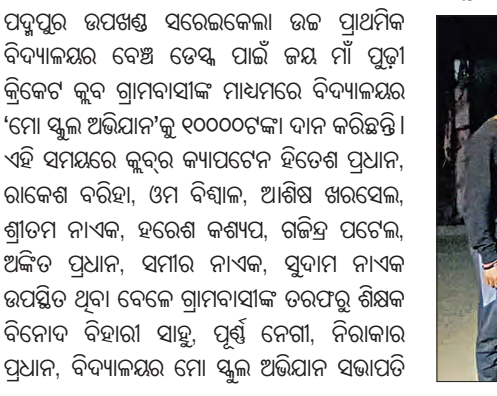 ପଦ୍ମପୁର ଉପଖଣ୍ଡ ସରେଇକେଲା ଉଚ୍ଚ ପ୍ରାଥମିକ
ବିଦ୍ୟାଳୟର ବେଞ୍ଚ ଡେସ୍କ ପାଇଁ ଜୟ ମାଁ ପୁଢ଼ୀ
କ୍ରିକେଟ କ୍ଲବ ଗ୍ରାମବାସୀଙ୍କ ମାଧ୍ୟମରେ ବିଦ୍ୟାଳୟର
‘ମୋ ସ୍କୁଲ ଅଭିଯାନ’କୁ ୧୦୦୦୦ଟଙ୍କା ଦାନ କରିଛନ୍ତି।
ଏହି ସମୟରେ କ୍ଲବ୍‌ର କ୍ୟାପଟେନ ହିତେଶ ପ୍ରଧାନ,
ରାକେଶ ବରିହା, ଓମ ବିଶ୍ୱାଳ, ଆଶିଷ ଖରସେଲ,
ଶ୍ରୀତମ ନାଏକ, ହରେଶ କଶ୍ୟପ, ଗଜିନ୍ଦ୍ର ପଟେଲ,
ଅଙ୍କିତ ପ୍ରଧାନ, ସମୀର ନାଏକ, ସୁଦାମ ନାଏକ
ଉପସ୍ଥିତ ଥିବା ବେଳେ ଗ୍ରାମବାସୀଙ୍କ ତରଫରୁ ଶିକ୍ଷକ
ବିନୋଦ ବିହାରୀ ସାହୁ, ପୂର୍ଣ୍ଣ ନେଗୀ, ନିରାକାର
ପ୍ରଧାନ, ବିଦ୍ୟାଳୟର ମୋ ସ୍କୁଲ ଅଭିଯାନ ସଭାପତି